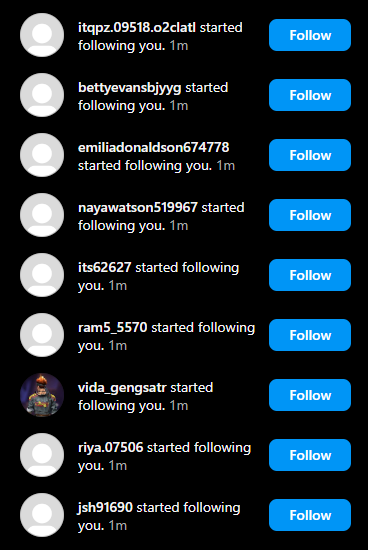 itqpz.09518.o2clatl started
following you. 1m
Follow
bettyevansbjyyg started
following you. 1m
Follow
emiliadonaldson674778
started following you. 1m
Follow
nayawatson519967 started
following you. 1m
Follow
its62627 started following
you. 1m
Follow
ram5_5570 started following
you. 1m
Follow
vida_gengsatr started
following you. 1m
Follow
riya.07506 started following
you. 1m
Follow
jsh91690 started following
you. 1m
Follow